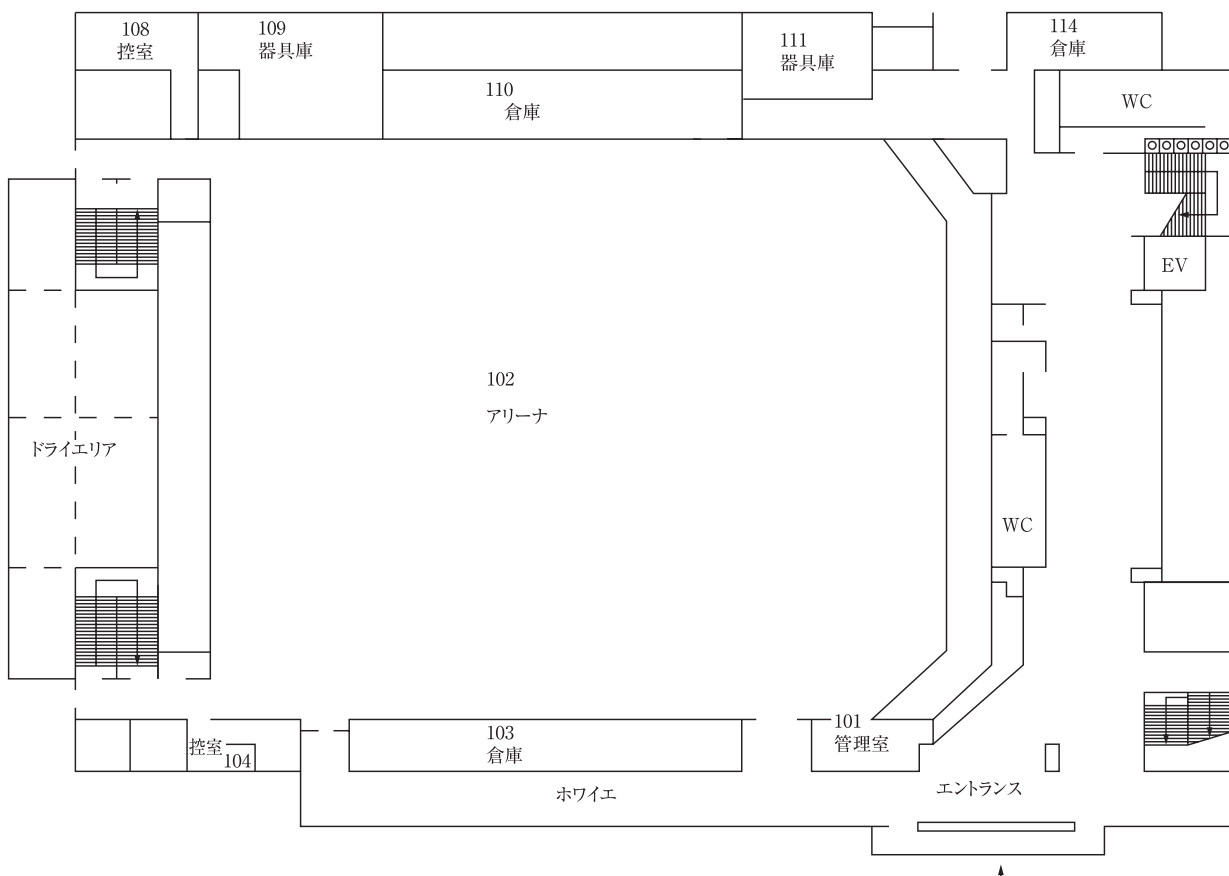 108
控室
109
器具庫
110
倉庫
111
器具庫
114
倉庫
WC
EV
102
アリーナ
ドライエリア
WC
控室
104
103
倉庫
101
管理室
ホワイエ
エントランス